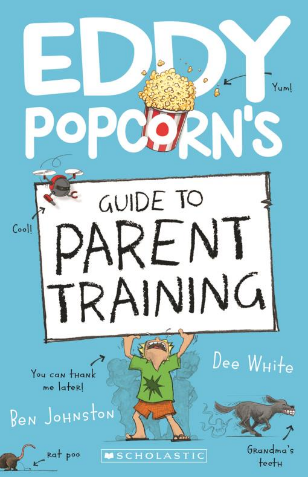 EDDY
Yum!
POPCORN'S
Cool!
GUIDE TO
PARENT
TRAINING
You can thank
me later!
Dee White
Ben Johnston
Grandma's
teeth
rat poo
SCHOLASTIC